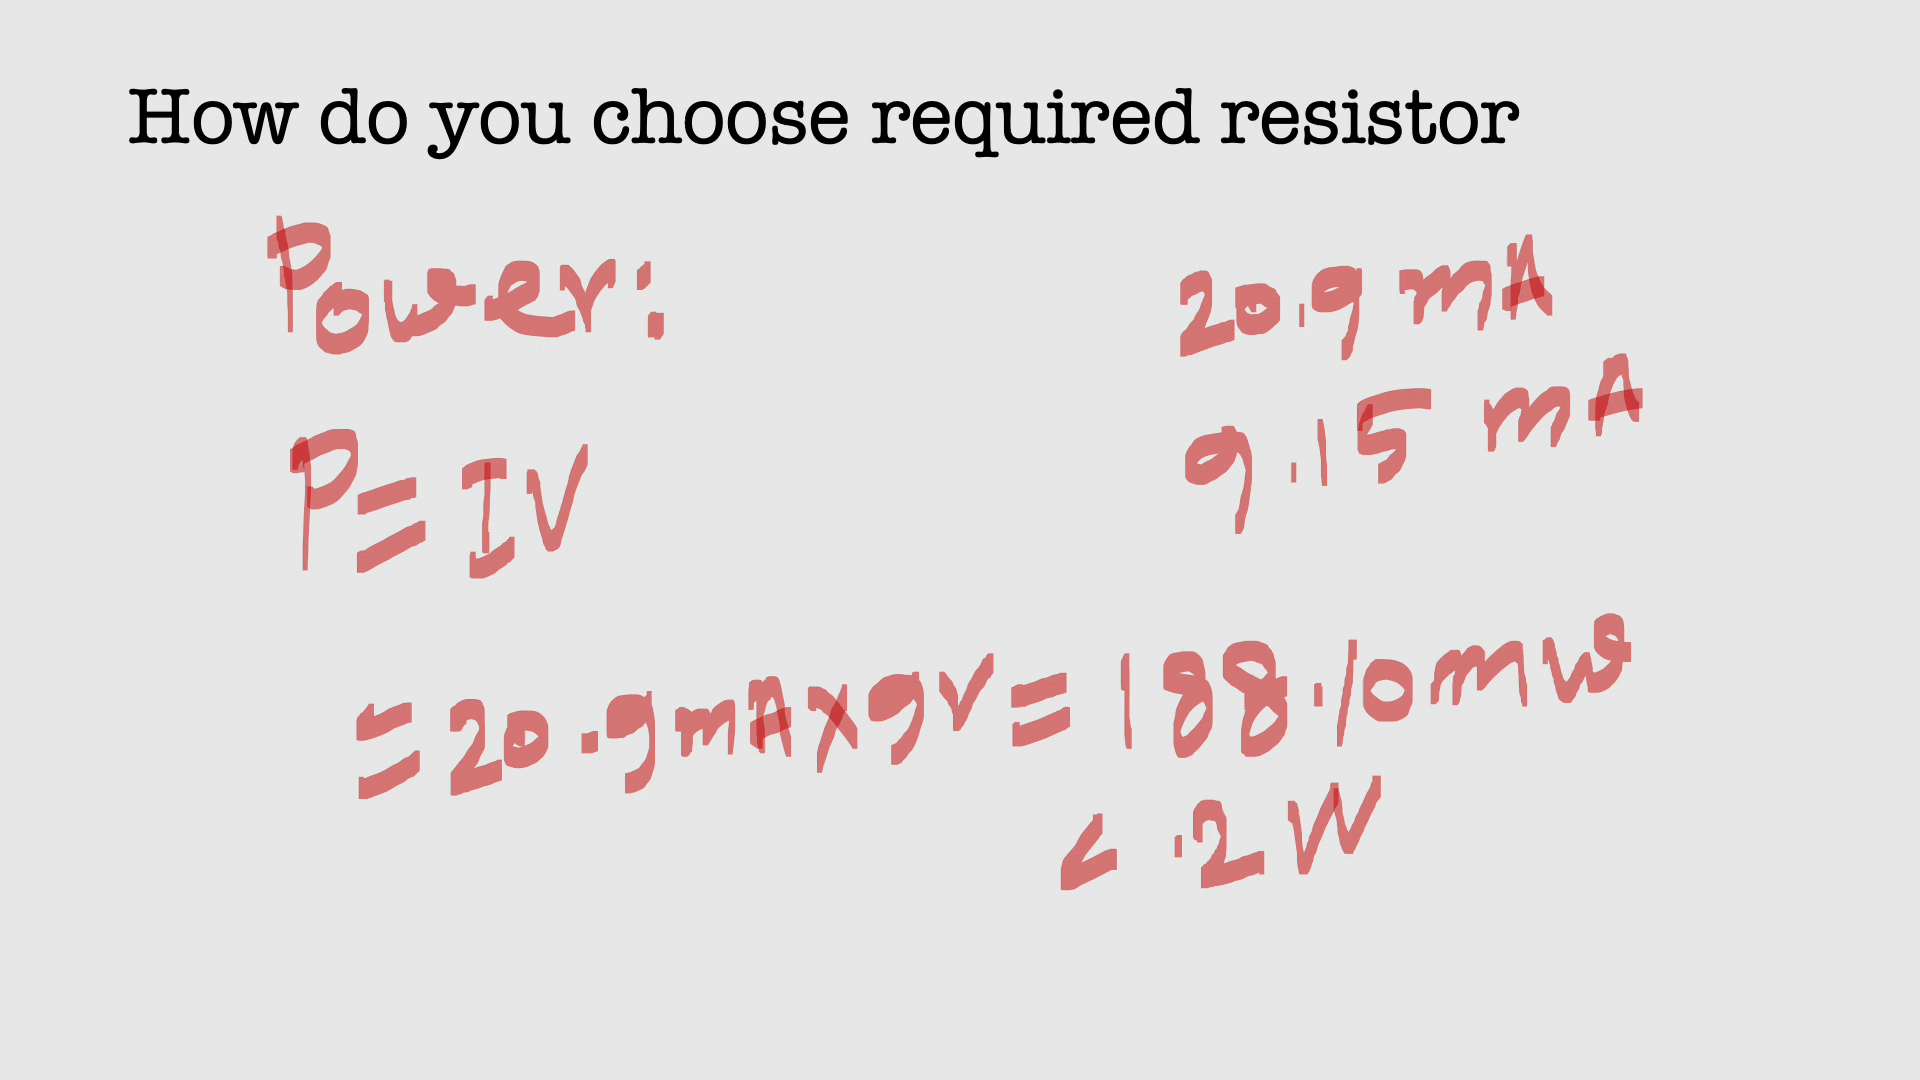 How do you choose required resistor
Power:
20.9 mA
9.15 mA
P = IV
= 20.9mA x 9V = 188.10mW
< .2W